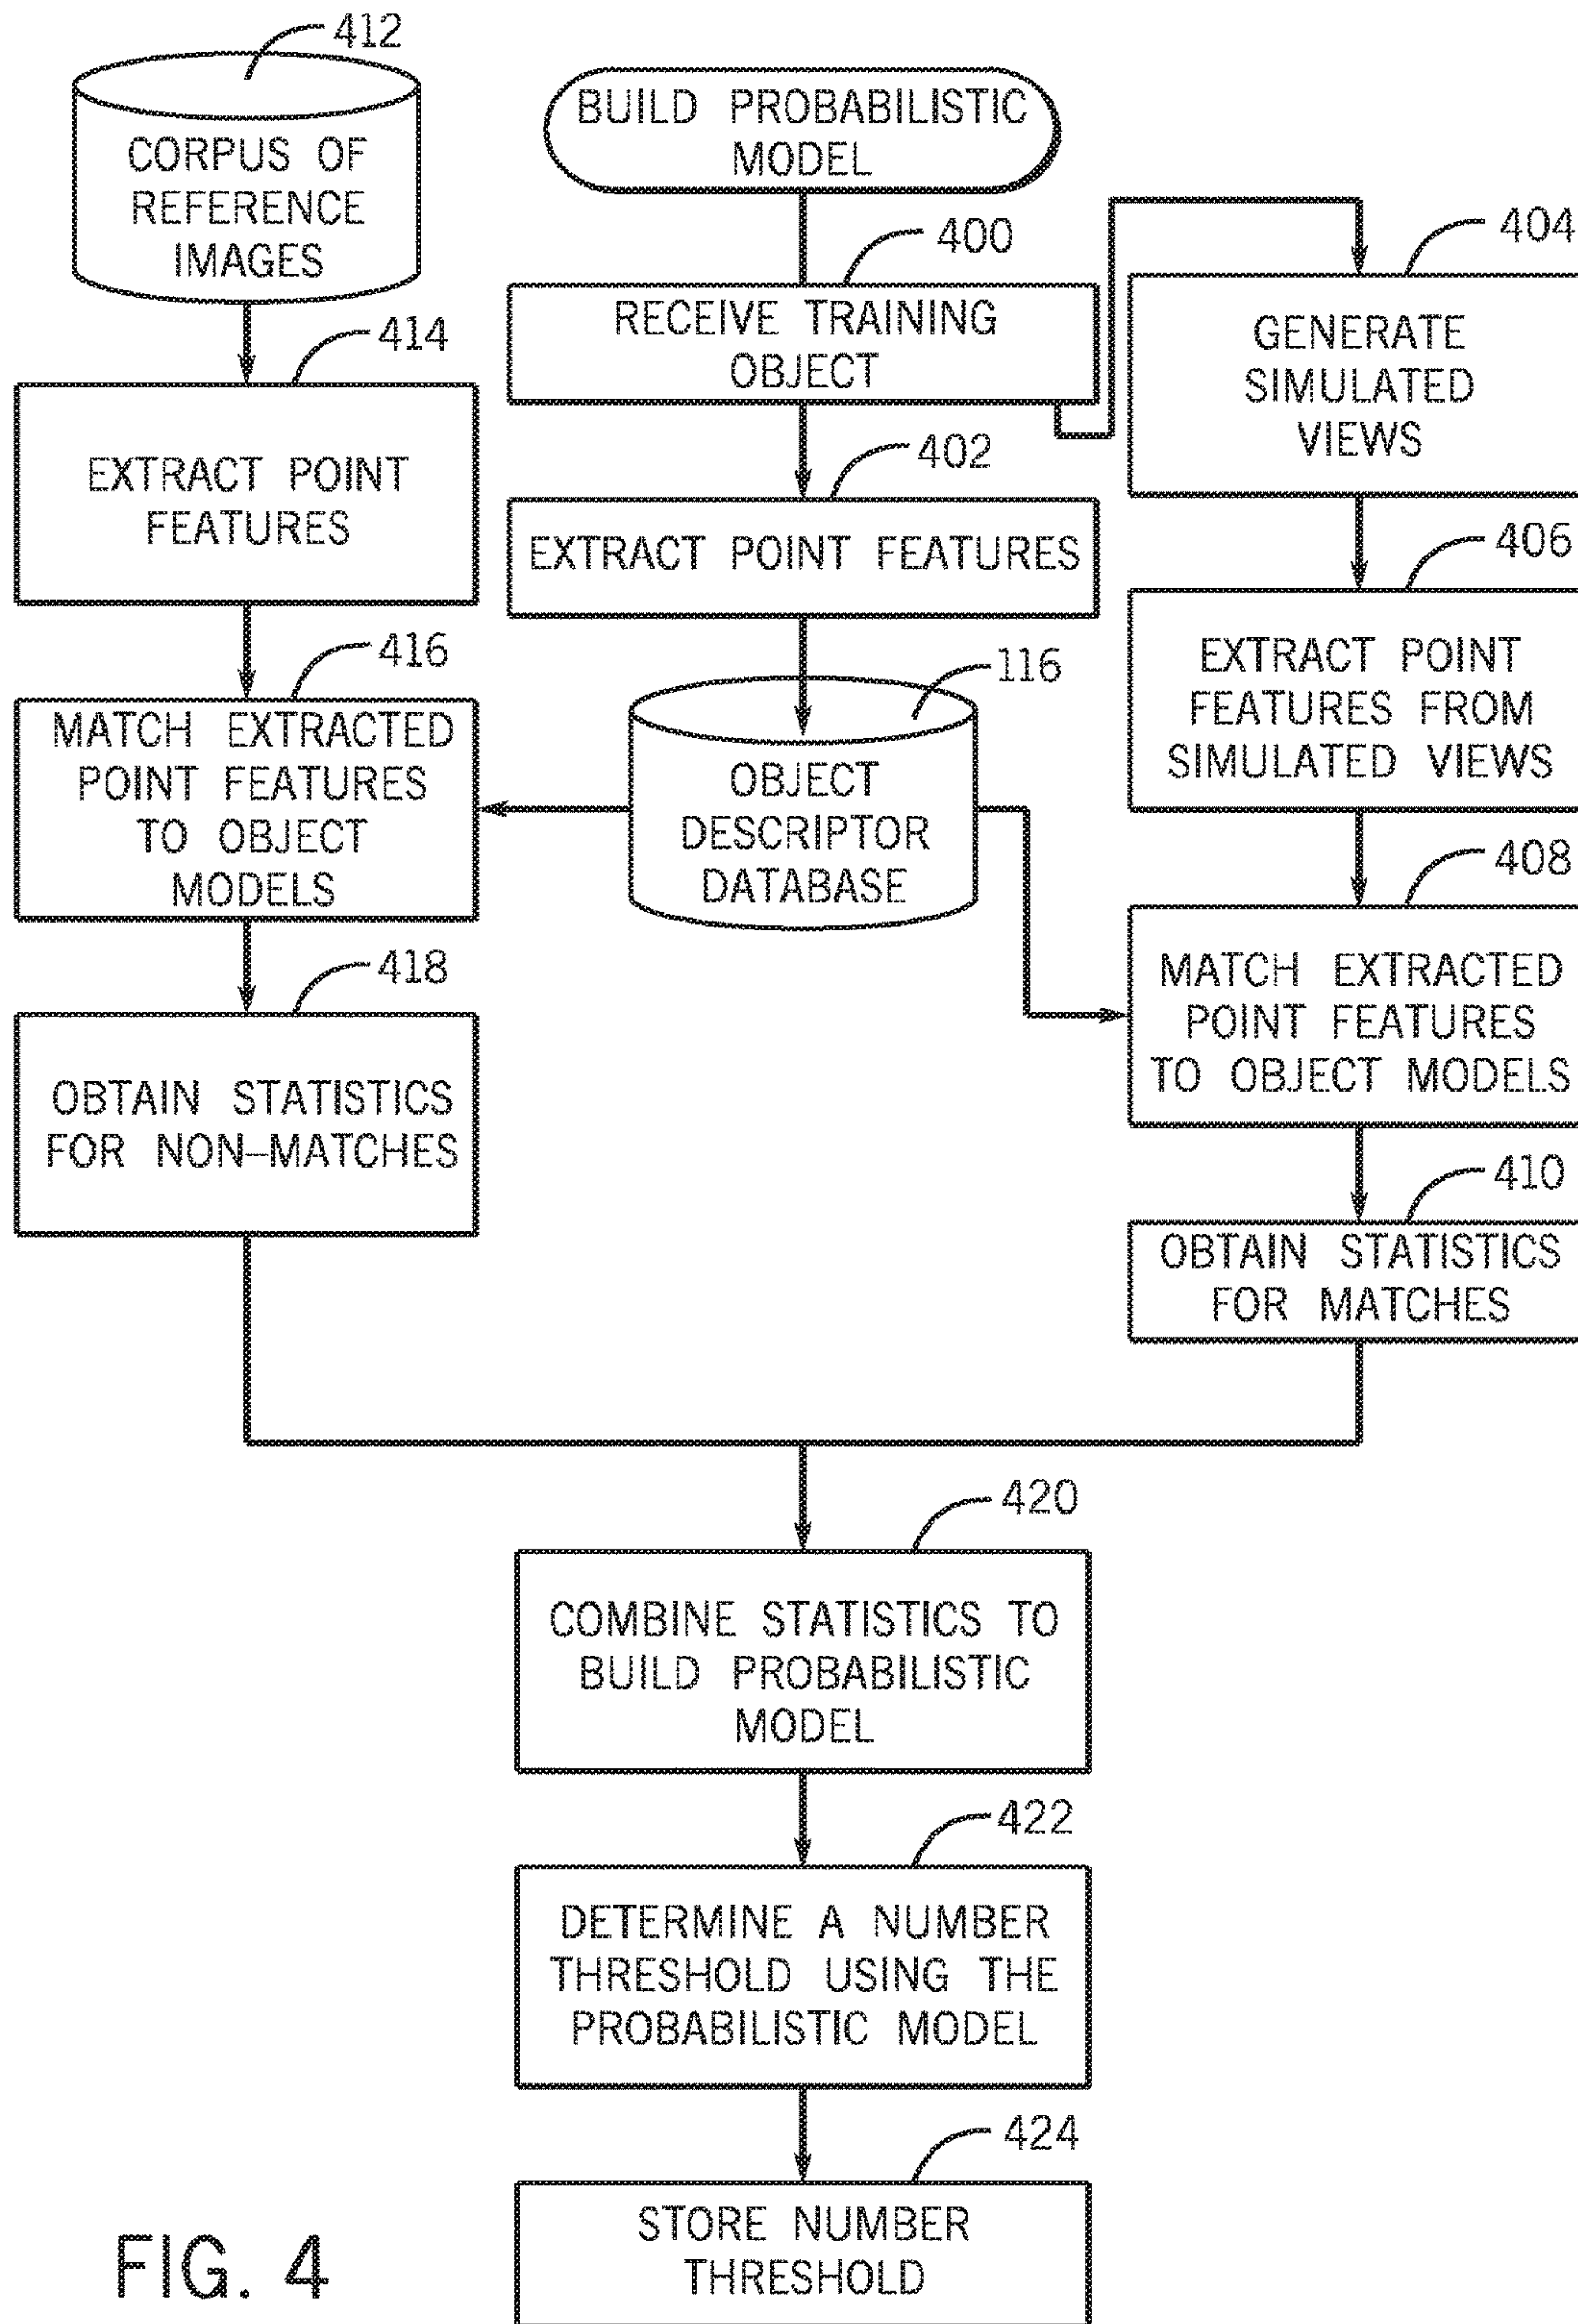 412
CORPUS OF
REFERENCE
IMAGES
BUILD PROBABILISTIC
MODEL
400
RECEIVE TRAINING
OBJECT
404
GENERATE
SIMULATED
VIEWS
414
EXTRACT POINT
FEATURES
402
EXTRACT POINT FEATURES
406
EXTRACT POINT
FEATURES FROM
SIMULATED VIEWS
416
MATCH EXTRACTED
POINT FEATURES
TO OBJECT
MODELS
116
OBJECT
DESCRIPTOR
DATABASE
408
MATCH EXTRACTED
POINT FEATURES
TO OBJECT MODELS
418
OBTAIN STATISTICS
FOR NON-MATCHES
410
OBTAIN STATISTICS
FOR MATCHES
420
COMBINE STATISTICS TO
BUILD PROBABILISTIC
MODEL
422
DETERMINE A NUMBER
THRESHOLD USING THE
PROBABILISTIC MODEL
424
STORE NUMBER
THRESHOLD
FIG. 4